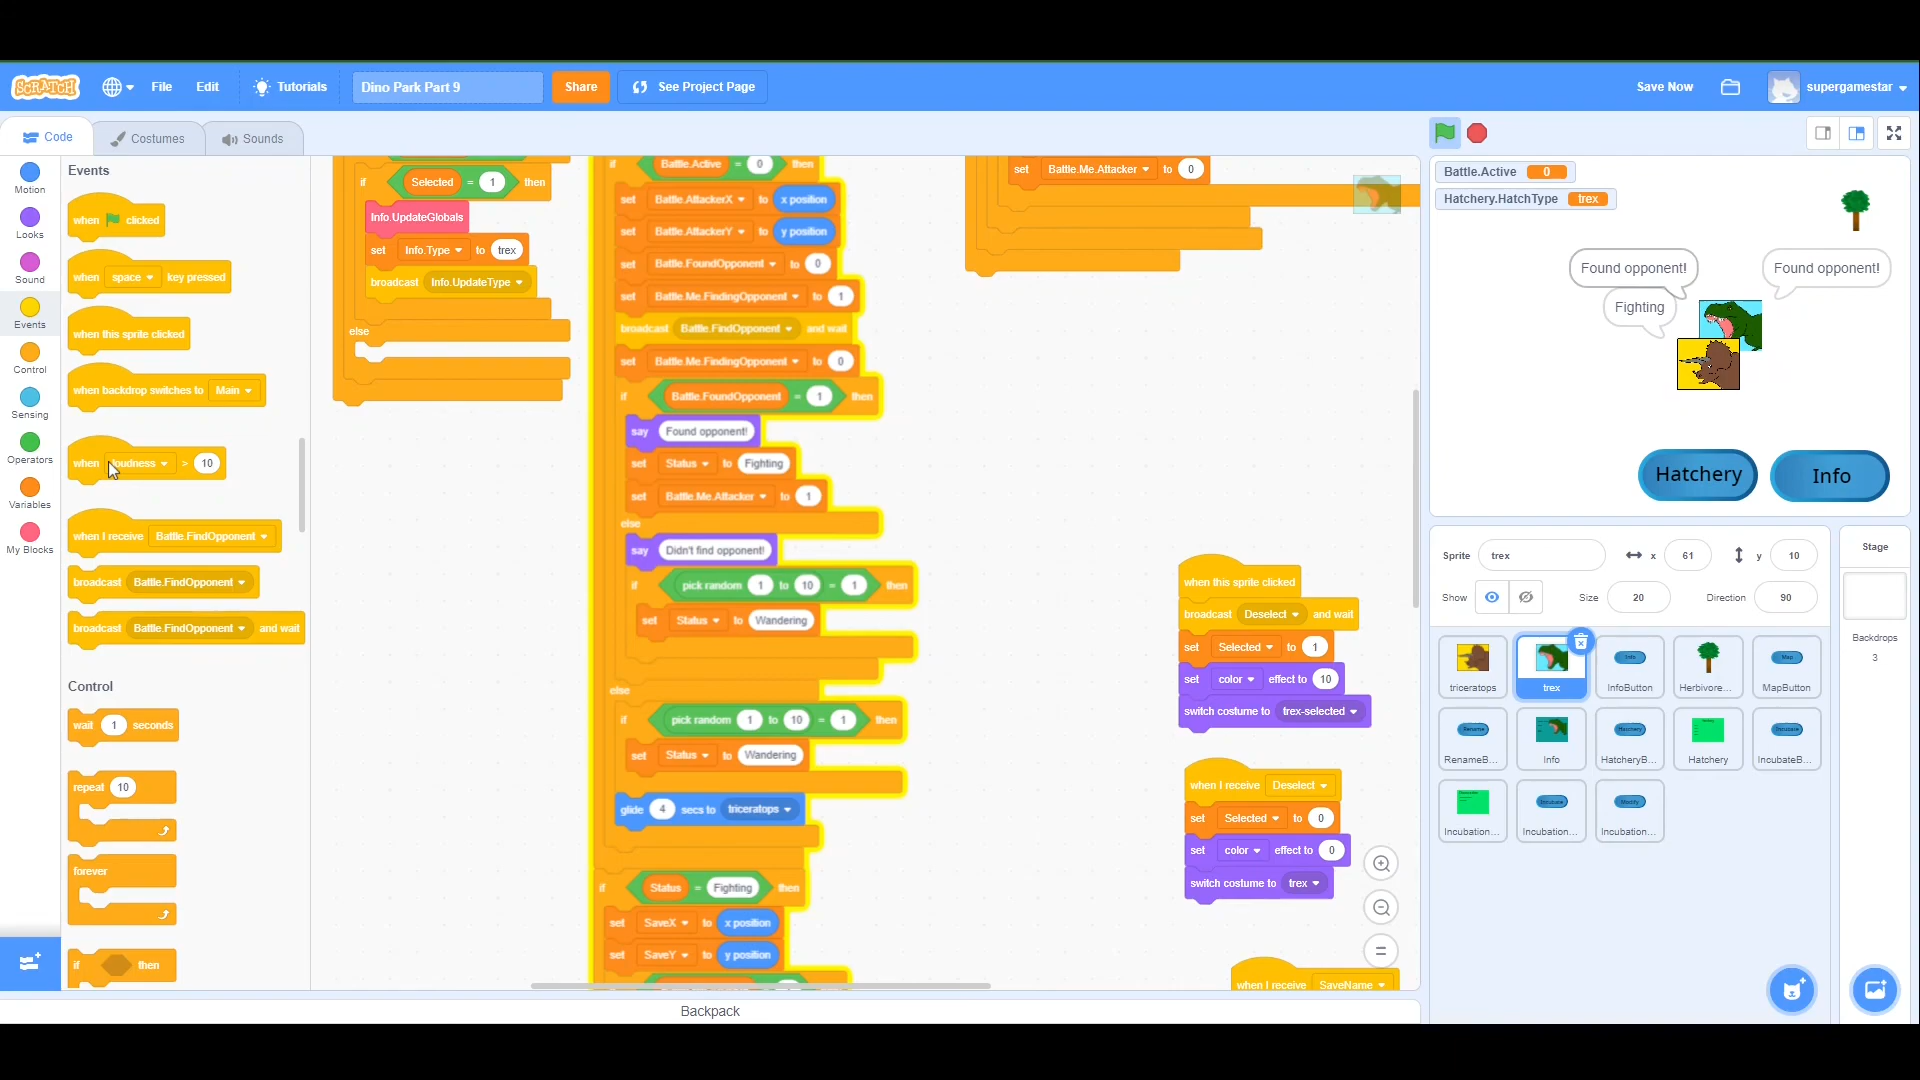 SCRATCH
File
Edit
Tutorials
Dino Park Part 9
Share
See Project Page
Save Now
supergamestar
Code
Costumes
Sounds
Motion
Looks
Sound
Events
Control
Sensing
Operators
Variables
My Blocks
Events
when clicked
when space key pressed
when this sprite clicked
when backdrop switches to Main
when loudness > 10
when I receive Battle.FindOpponent
broadcast Battle.FindOpponent
broadcast Battle.FindOpponent and wait
Control
wait 1 seconds
repeat 10
forever
if then
if Selected = 1 then
Info.UpdateGlobals
set Info.Type to trex
broadcast Info.UpdateType
else
if Battle.Active = 0 then
set Battle.AttackerX to x position
set Battle.AttackerY to y position
set Battle.FoundOpponent to 0
set Battle.Me.FindingOpponent to 1
broadcast Battle.FindOpponent and wait
set Battle.Me.FindingOpponent to 0
if Battle.FoundOpponent = 1 then
say Found opponent!
set Status to Fighting
set Battle.Me.Attacker to 1
else
say Didn't find opponent!
if pick random 1 to 10 = 1 then
set Status to Wandering
else
if pick random 1 to 10 = 1 then
set Status to Wandering
glide 4 secs to triceratops
if Status = Fighting then
set SaveX to x position
set SaveY to y position
set Battle.Me.Attacker to 0
when this sprite clicked
broadcast Deselect and wait
set Selected to 1
set color effect to 10
switch costume to trex-selected
when I receive Deselect
set Selected to 0
set color effect to 0
switch costume to trex
when I receive SaveName
Backpack
Battle.Active 0
Hatchery.HatchType trex
Found opponent!
Found opponent!
Fighting
Hatchery
Info
Sprite trex x 61 y 10
Show Size 20 Direction 90
triceratops
trex
InfoButton
Herbivore...
MapButton
RenameB...
Info
HatcheryB...
Hatchery
IncubateB...
Incubation...
Incubation...
Incubation...
Stage
Backdrops
3